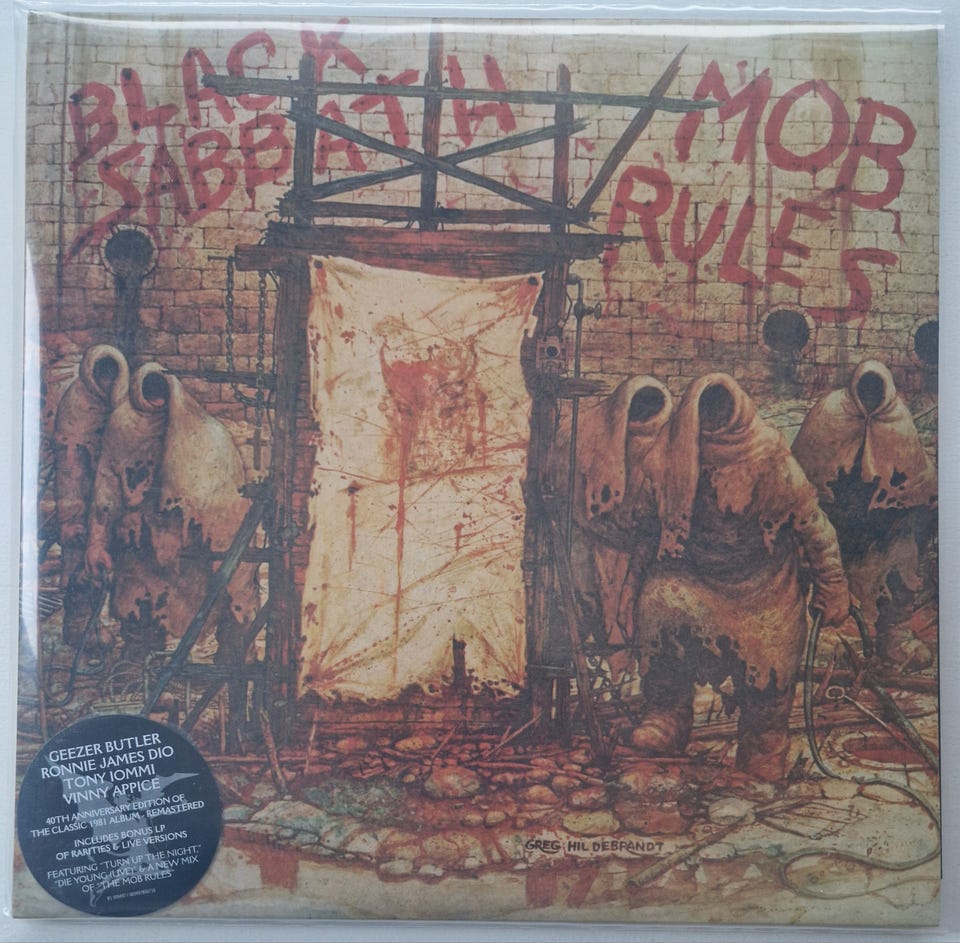 BLACK
SABBATH
MOB
RULES
GREG HILDEBRANDT
GEEZER BUTLER
RONNIE JAMES DIO
TONY IOMMI
VINNY APPICE
40TH ANNIVERSARY EDITION OF
THE CLASSIC 1981 ALBUM - REMASTERED
INCLUDES BONUS LP
OF RARITIES & LIVE VERSIONS
FEATURING "TURN UP THE NIGHT,"
"DIE YOUNG (LIVE)" & A NEW MIX
OF "THE MOB RULES"